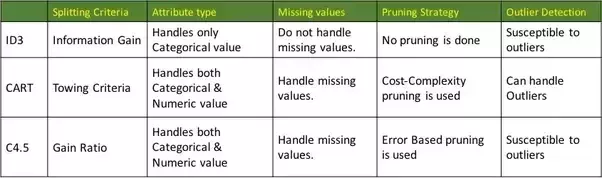 Splitting Criteria Attribute type Missing values Pruning Strategy Outlier Detection
ID3 Information Gain Handles only Categorical value Do not handle missing values. No pruning is done Susceptible to outliers
CART Towing Criteria Handles both Categorical & Numeric value Handle missing values. Cost-Complexity pruning is used Can handle Outliers
C4.5 Gain Ratio Handles both Categorical & Numeric value Handle missing values. Error Based pruning is used Susceptible to outliers